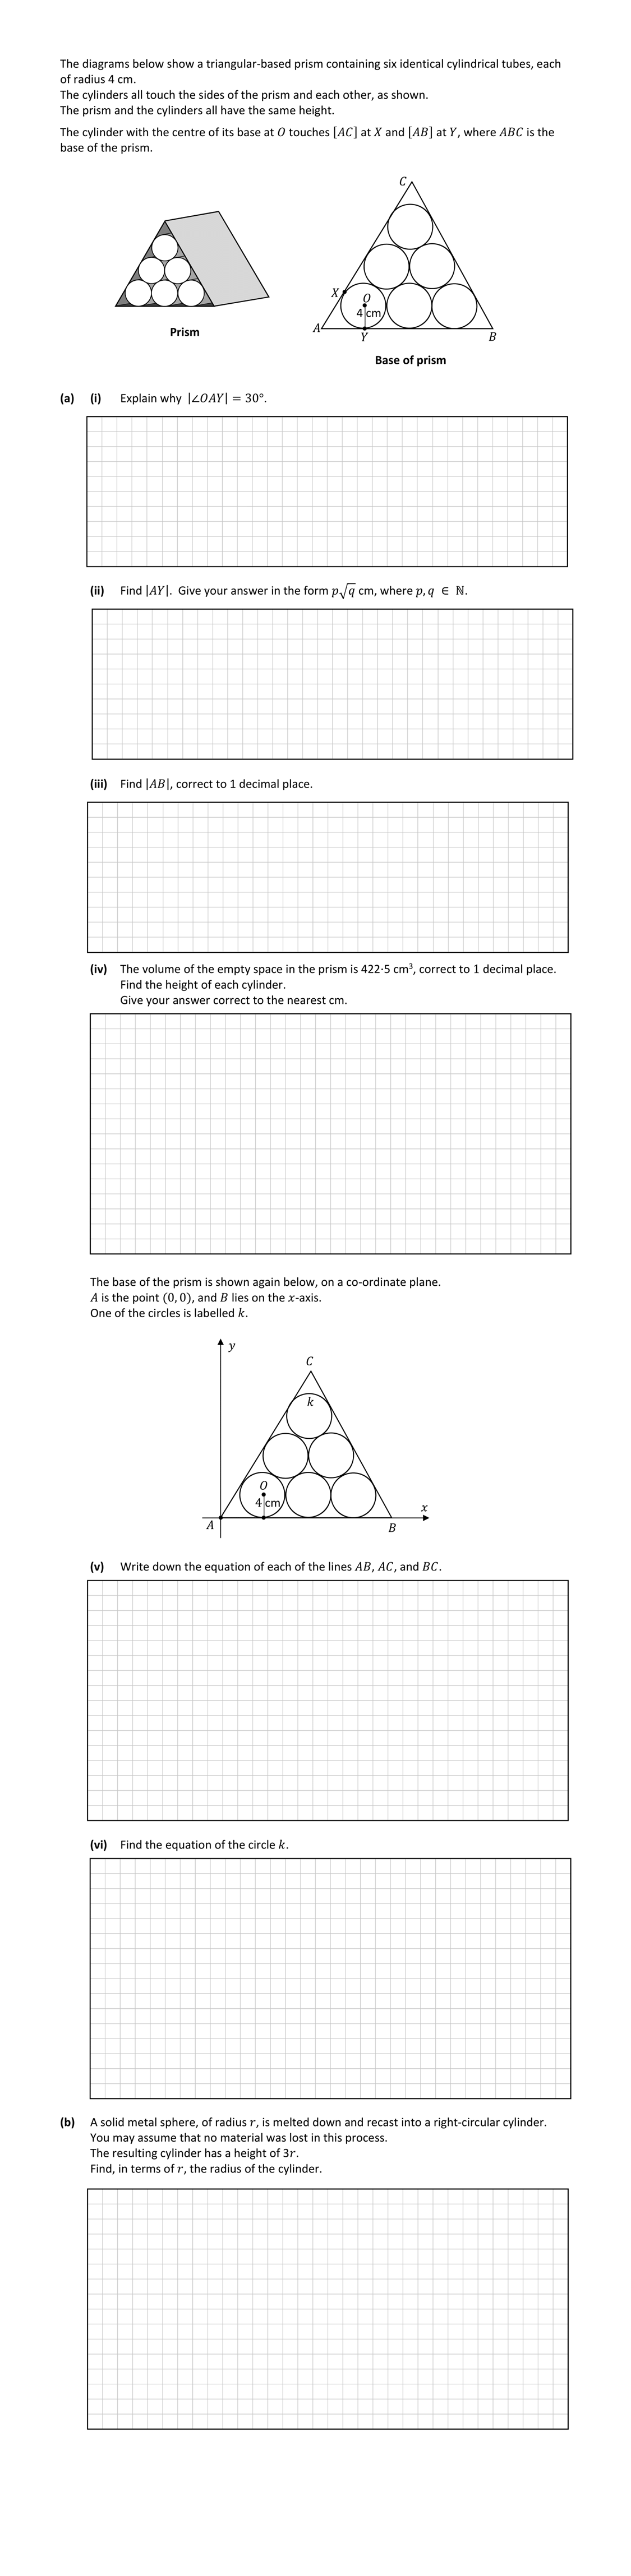 The diagrams below show a triangular-based prism containing six identical cylindrical tubes, each
of radius 4 cm.
The cylinders all touch the sides of the prism and each other, as shown.
The prism and the cylinders all have the same height.
The cylinder with the centre of its base at O touches [AC] at X and [AB] at Y, where ABC is the
base of the prism.
C
X
O
4 cm
A
Y
B
Prism
Base of prism
(a) (i) Explain why |∠OAY| = 30°.
(ii) Find |AY|. Give your answer in the form p√q cm, where p, q ∈ ℕ.
(iii) Find |AB|, correct to 1 decimal place.
(iv) The volume of the empty space in the prism is 422·5 cm³, correct to 1 decimal place.
Find the height of each cylinder.
Give your answer correct to the nearest cm.
The base of the prism is shown again below, on a co-ordinate plane.
A is the point (0, 0), and B lies on the x-axis.
One of the circles is labelled k.
y
C
k
O
4 cm
x
A
B
(v) Write down the equation of each of the lines AB, AC, and BC.
(vi) Find the equation of the circle k.
(b) A solid metal sphere, of radius r, is melted down and recast into a right-circular cylinder.
You may assume that no material was lost in this process.
The resulting cylinder has a height of 3r.
Find, in terms of r, the radius of the cylinder.